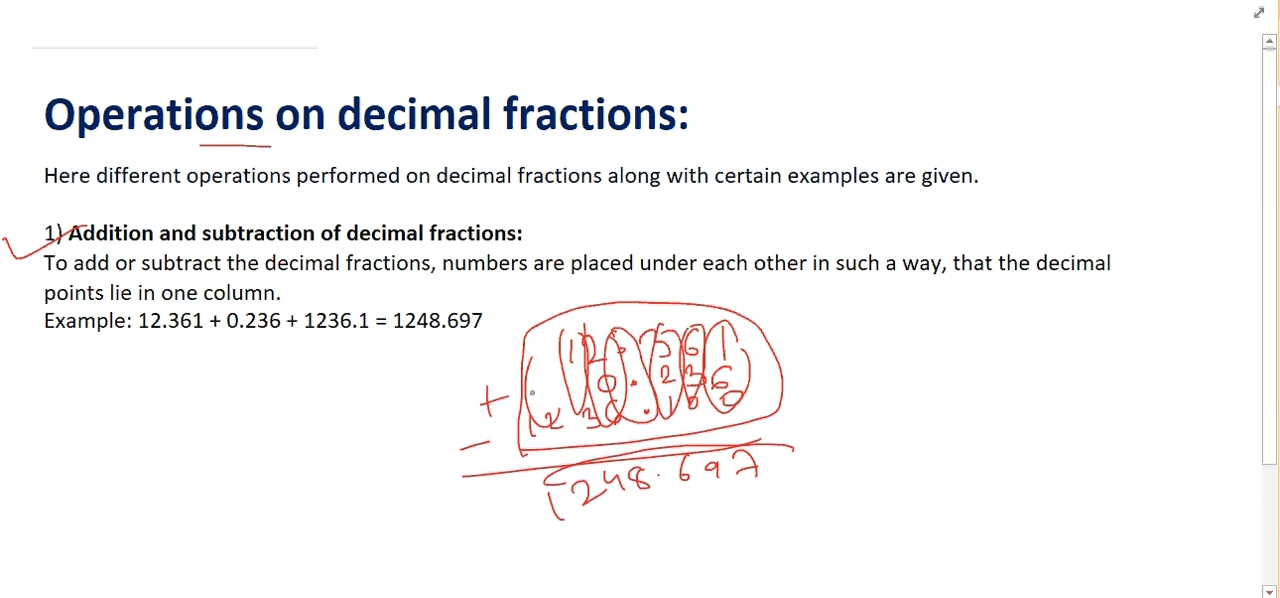 Operations on decimal fractions:
Here different operations performed on decimal fractions along with certain examples are given.
1) Addition and subtraction of decimal fractions:
To add or subtract the decimal fractions, numbers are placed under each other in such a way, that the decimal
points lie in one column.
Example: 12.361 + 0.236 + 1236.1 = 1248.697
+
-
1248.697